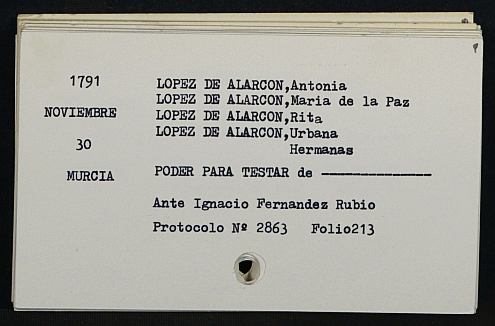 1791 LOPEZ DE ALARCON,Antonia
LOPEZ DE ALARCON,Maria de la Paz
NOVIEMBRE LOPEZ DE ALARCON,Rita
LOPEZ DE ALARCON,Urbana
30 Hermanas
MURCIA PODER PARA TESTAR de ---------------
Ante Ignacio Fernandez Rubio
Protocolo Nº 2863 Folio213